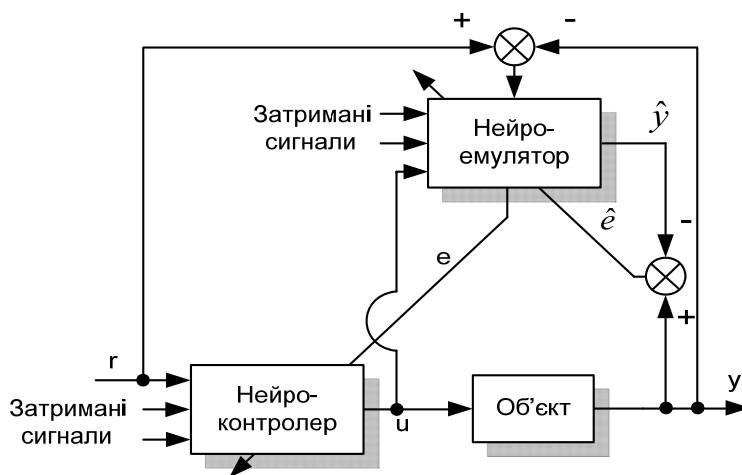 +
-
Затримані
сигнали
Нейро-
емулятор
ŷ
ê
-
e
+
r
Затримані
сигнали
Нейро-
контролер
u
Об’єкт
y